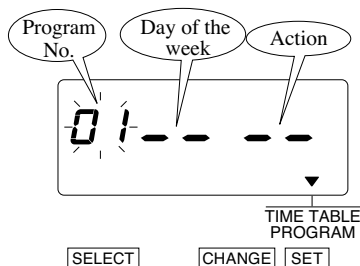 Program
No.
Day of the
week
Action
01 -- --
TIME TABLE
PROGRAM
SELECT CHANGE SET